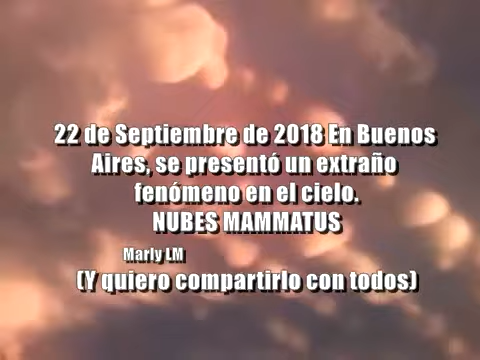 22 de Septiembre de 2018 En Buenos
Aires, se presentó un extraño
fenómeno en el cielo.
NUBES MAMMATUS
Marly LM
(Y quiero compartirlo con todos)